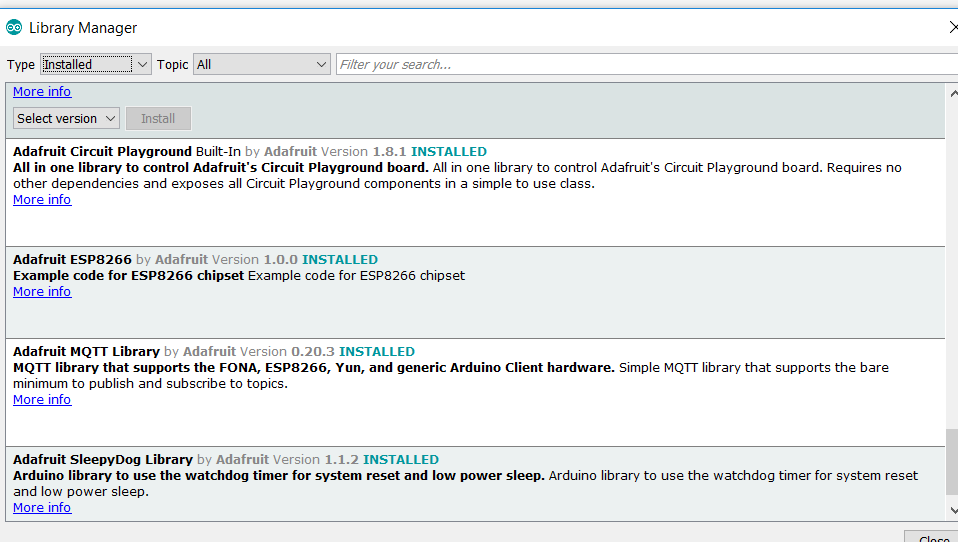 Library Manager
Type Installed Topic All Filter your search...
More info
Select version Install
Adafruit Circuit Playground Built-In by Adafruit Version 1.8.1 INSTALLED
All in one library to control Adafruit's Circuit Playground board. All in one library to control Adafruit's Circuit Playground board. Requires no
other dependencies and exposes all Circuit Playground components in a simple to use class.
More info
Adafruit ESP8266 by Adafruit Version 1.0.0 INSTALLED
Example code for ESP8266 chipset Example code for ESP8266 chipset
More info
Adafruit MQTT Library by Adafruit Version 0.20.3 INSTALLED
MQTT library that supports the FONA, ESP8266, Yun, and generic Arduino Client hardware. Simple MQTT library that supports the bare
minimum to publish and subscribe to topics.
More info
Adafruit SleepyDog Library by Adafruit Version 1.1.2 INSTALLED
Arduino library to use the watchdog timer for system reset and low power sleep. Arduino library to use the watchdog timer for system reset
and low power sleep.
More info
Close